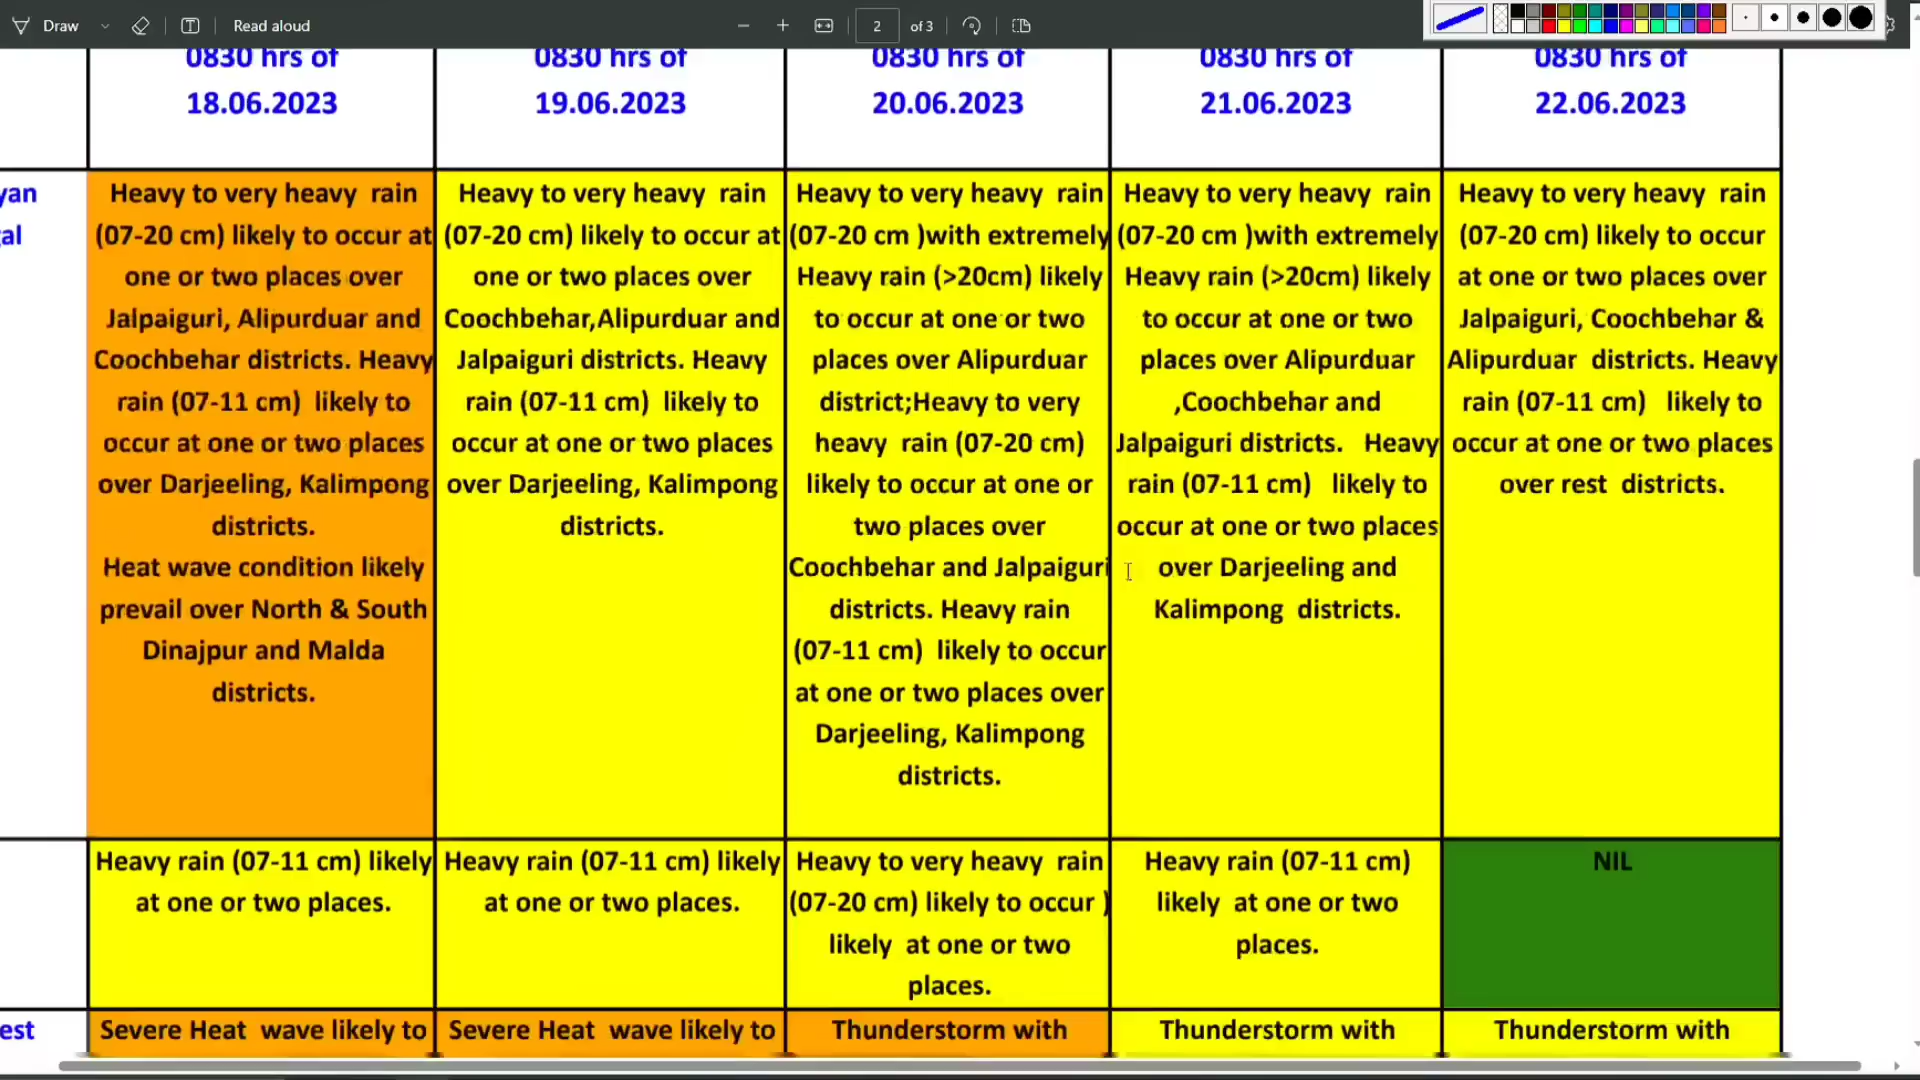 Draw
Read aloud
2
of 3
0830 hrs of
18.06.2023
0830 hrs of
19.06.2023
0830 hrs of
20.06.2023
0830 hrs of
21.06.2023
0830 hrs of
22.06.2023
yan
gal
Heavy to very heavy rain
(07-20 cm) likely to occur at
one or two places over
Jalpaiguri, Alipurduar and
Coochbehar districts. Heavy
rain (07-11 cm) likely to
occur at one or two places
over Darjeeling, Kalimpong
districts.
Heat wave condition likely
prevail over North & South
Dinajpur and Malda
districts.
Heavy to very heavy rain
(07-20 cm) likely to occur at
one or two places over
Coochbehar,Alipurduar and
Jalpaiguri districts. Heavy
rain (07-11 cm) likely to
occur at one or two places
over Darjeeling, Kalimpong
districts.
Heavy to very heavy rain
(07-20 cm )with extremely
Heavy rain (>20cm) likely
to occur at one or two
places over Alipurduar
district;Heavy to very
heavy rain (07-20 cm)
likely to occur at one or
two places over
Coochbehar and Jalpaiguri
districts. Heavy rain
(07-11 cm) likely to occur
at one or two places over
Darjeeling, Kalimpong
districts.
Heavy to very heavy rain
(07-20 cm )with extremely
Heavy rain (>20cm) likely
to occur at one or two
places over Alipurduar
,Coochbehar and
Jalpaiguri districts. Heavy
rain (07-11 cm) likely to
occur at one or two places
over Darjeeling and
Kalimpong districts.
Heavy to very heavy rain
(07-20 cm) likely to occur
at one or two places over
Jalpaiguri, Coochbehar &
Alipurduar districts. Heavy
rain (07-11 cm) likely to
occur at one or two places
over rest districts.
Heavy rain (07-11 cm) likely
at one or two places.
Heavy rain (07-11 cm) likely
at one or two places.
Heavy to very heavy rain
(07-20 cm) likely to occur )
likely at one or two
places.
Heavy rain (07-11 cm)
likely at one or two
places.
NIL
est
Severe Heat wave likely to
Severe Heat wave likely to
Thunderstorm with
Thunderstorm with
Thunderstorm with